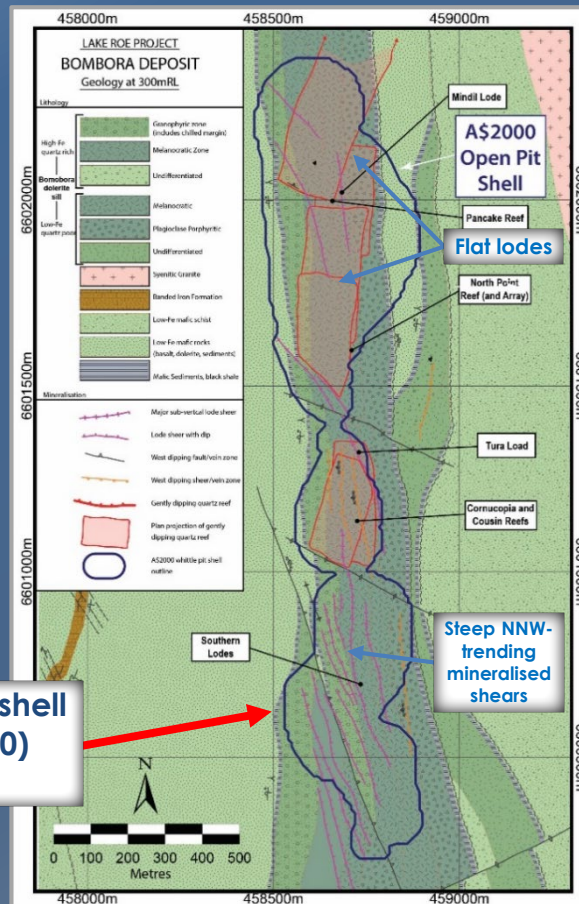 458000m
458500m
459000m
LAKE ROE PROJECT
BOMBORA DEPOSIT
Geology at 300mRL
Lithology
High-Fe
quartz rich
Bomobora
dolerite
sill
Low-Fe
quartz poor
Granophyric zone
(includes chilled margin)
Melanocratic Zone
Undifferentiated
Melanocratic
Plagioclase Porphyritic
Undifferentiated
Syenitic Granite
Banded Iron Formation
Low-Fe mafic schist
Low-Fe mafic rocks
(basalt, dolerite, sediments)
Mafic Sediments, black shale
Mineralisation
Major sub-vertical lode sheer
Lode sheer with dip
West dipping fault/vein zone
West dipping sheer/vein zone
Gently dipping quartz reef
Plan projection of gently
dipping quartz reef
A$2000 whittle pit shell
outline
Mindil Lode
A$2000
Open Pit
Shell
Pancake Reef
Flat lodes
North Point
Reef (and Array)
Tura Load
Cornucopia and
Cousin Reefs
Southern
Lodes
Steep NNW-
trending
mineralised
shears
shell
0)
6602000m
6601500m
6601000m
N
0 100 200 300 400 500
Metres
458000m
458500m
459000m